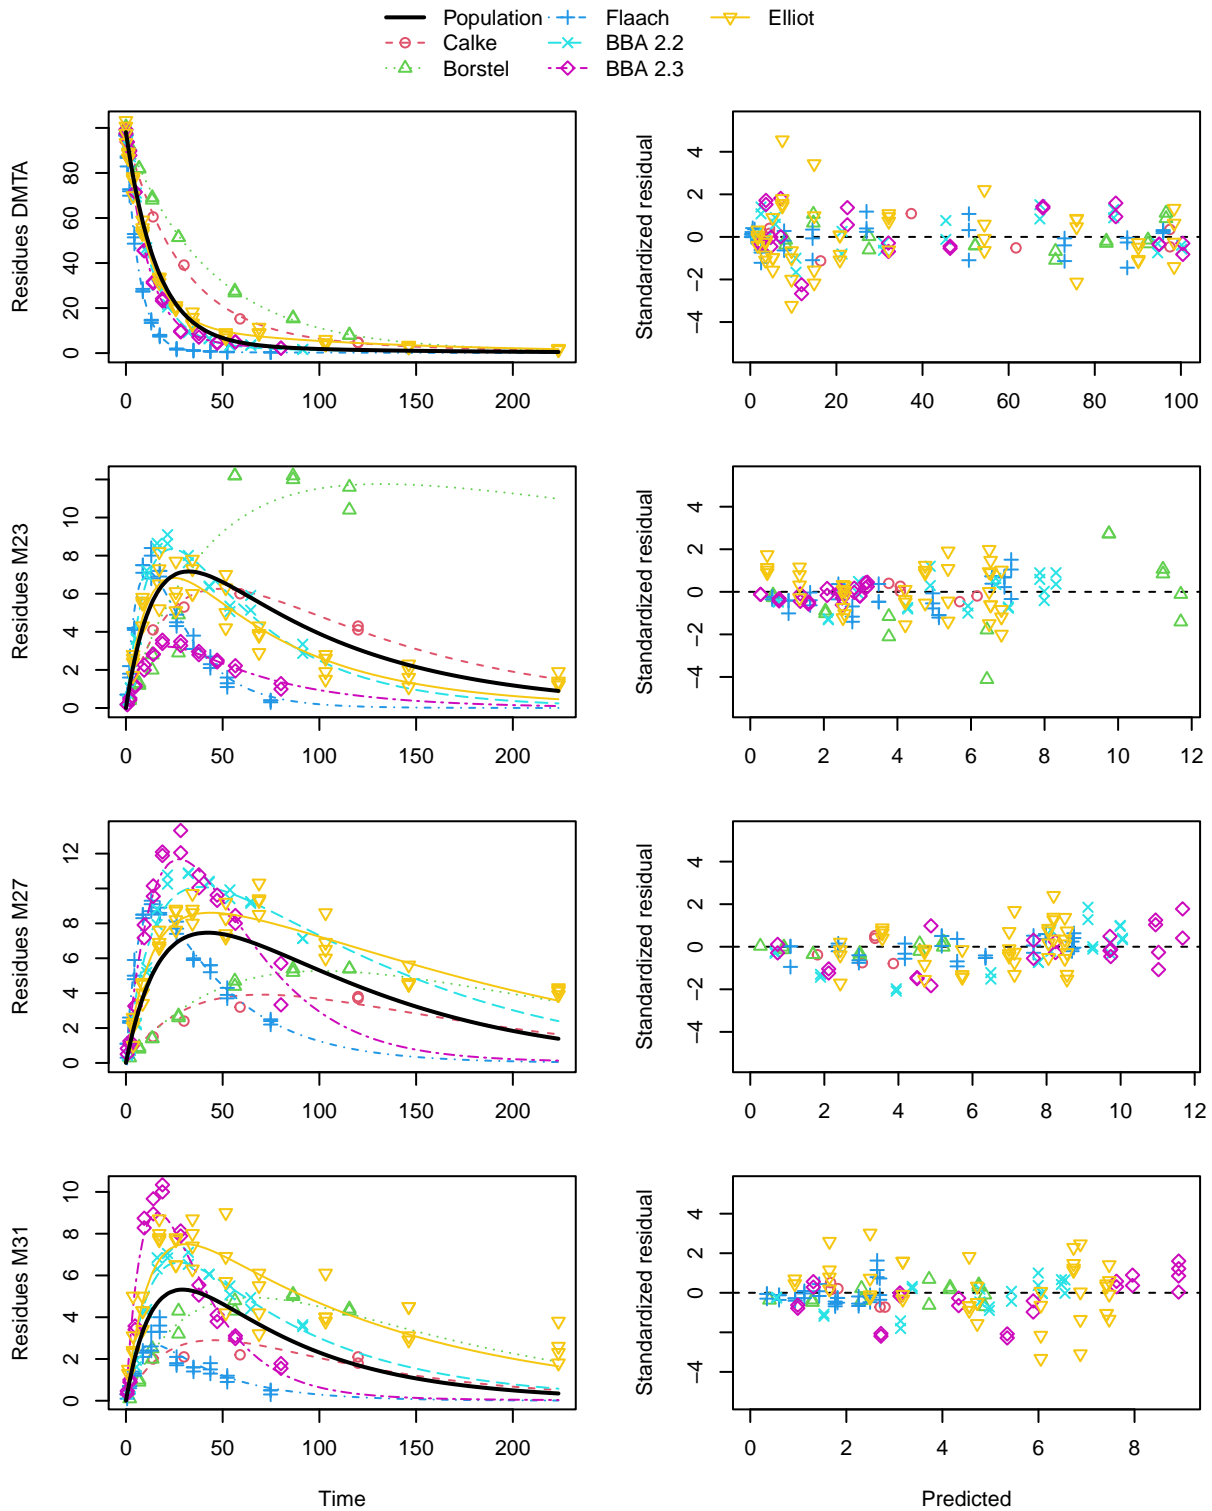 Population Flaach Elliot
Calke BBA 2.2
Borstel BBA 2.3
Residues DMTA
0 20 40 60 80
0 50 100 150 200
Standardized residual
−4 −2 0 2 4
0 20 40 60 80 100
Residues M23
0 2 4 6 8 10
0 50 100 150 200
Standardized residual
−4 −2 0 2 4
0 2 4 6 8 10 12
Residues M27
0 2 4 6 8 12
0 50 100 150 200
Standardized residual
−4 −2 0 2 4
0 2 4 6 8 10 12
Residues M31
0 2 4 6 8 10
0 50 100 150 200
Time
Standardized residual
−4 −2 0 2 4
0 2 4 6 8
Predicted